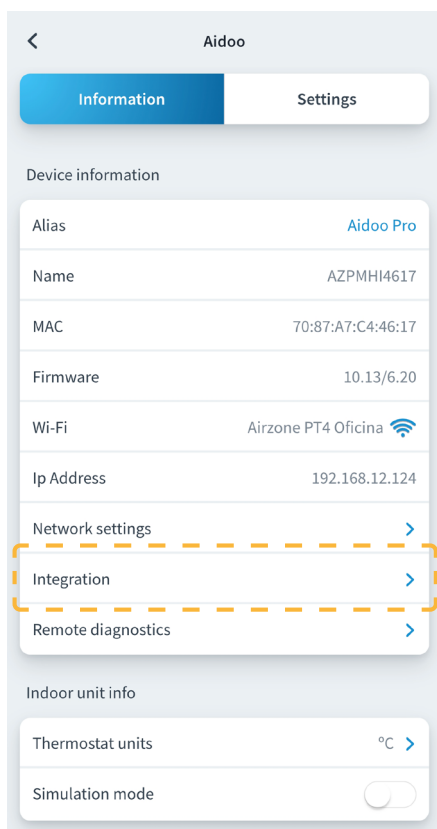 Aidoo
Information Settings
Device information
Alias Aidoo Pro
Name AZPMHI4617
MAC 70:87:A7:C4:46:17
Firmware 10.13/6.20
Wi-Fi Airzone PT4 Oficina
Ip Address 192.168.12.124
Network settings
Integration
Remote diagnostics
Indoor unit info
Thermostat units ºC
Simulation mode